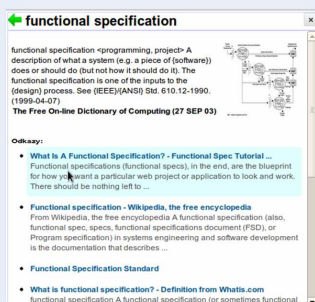 functional specification
functional specification <programming, project> A
description of what a system (e.g. a piece of {software})
does or should do (but not how it should do it). The
functional specification is one of the inputs to the
{design} process. See {IEEE}/{ANSI} Std. 610.12-1990.
(1999-04-07)
The Free On-line Dictionary of Computing (27 SEP 03)
Odkazy:
What Is A Functional Specification? - Functional Spec Tutorial ...
Functional specifications (functional specs), in the end, are the blueprint
for how you want a particular web project or application to look and work.
There should be nothing left to ...
Functional specification - Wikipedia, the free encyclopedia
From Wikipedia, the free encyclopedia A functional specification (also,
functional spec, specs, functional specifications document (FSD), or
Program specification) in systems engineering and software development
is the documentation that describes ...
Functional Specification Standard
What is functional specification? - Definition from Whatis.com
functional specification A functional specification (or sometimes functional